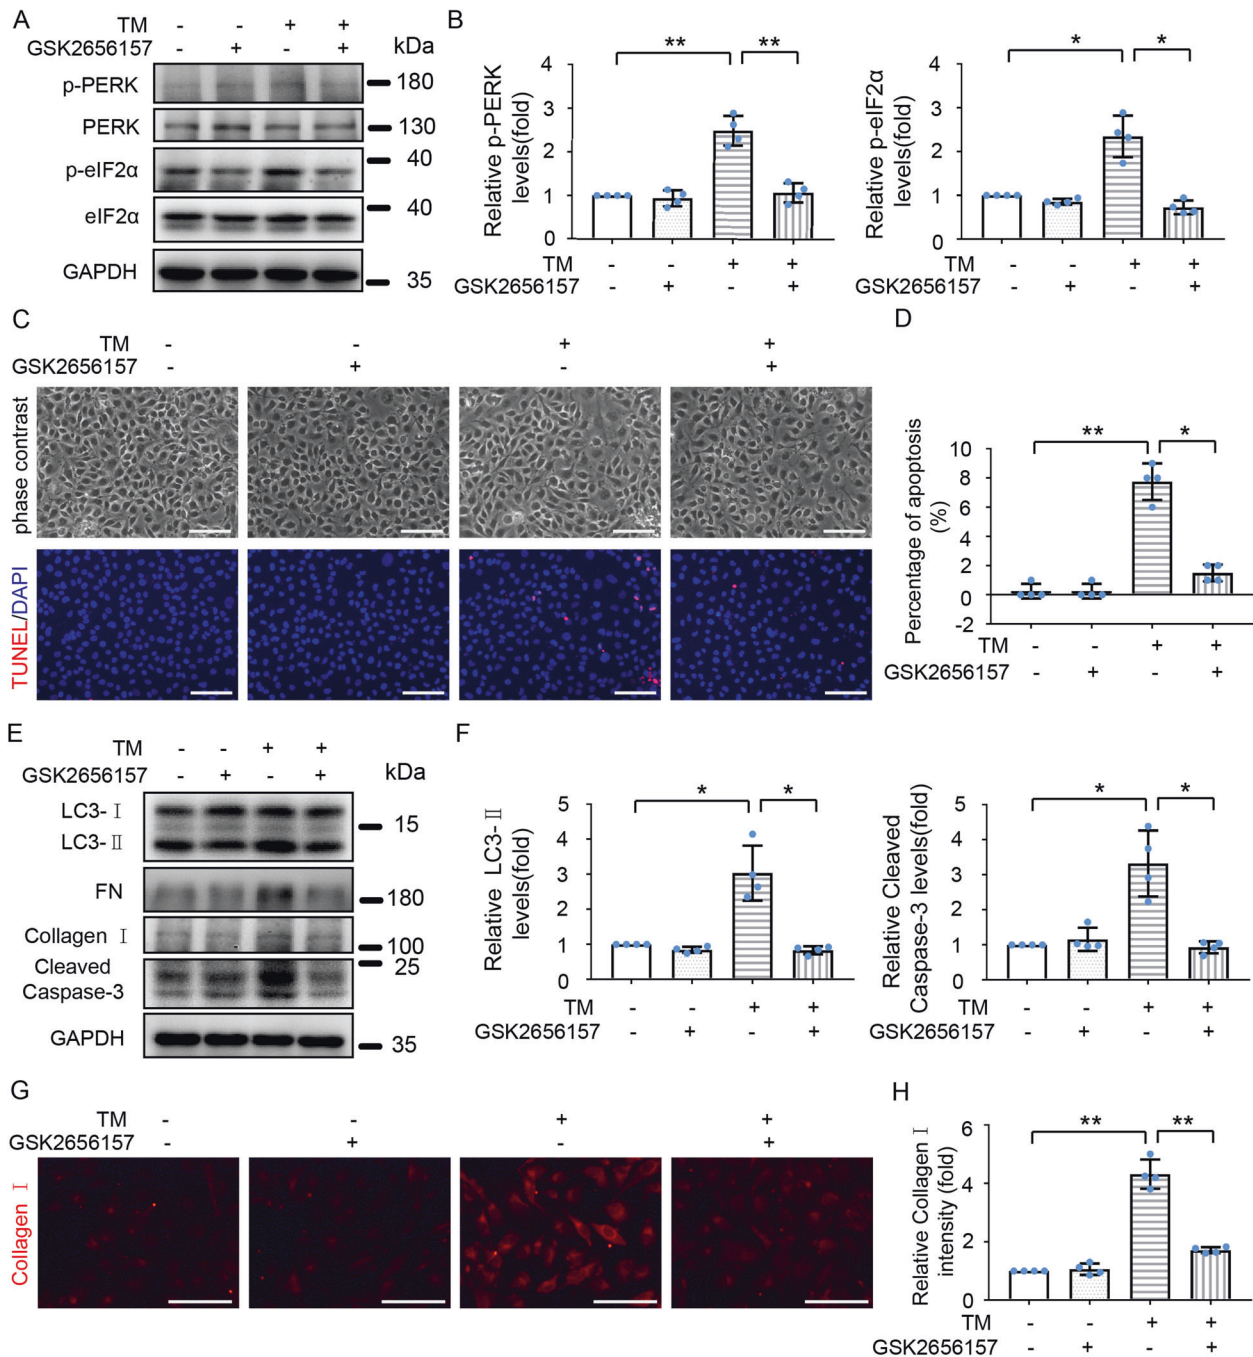 A
TM - - + +
GSK2656157 - + - + kDa
p-PERK 180
PERK 130
p-eIF2α 40
eIF2α 40
GAPDH 35
B
Relative p-PERK
levels(fold)
4
3
2
1
0
** **
TM - - + +
GSK2656157 - + - +
Relative p-eIF2α
levels(fold)
4
3
2
1
0
* *
TM - - + +
GSK2656157 - + - +
C
TM - - + +
GSK2656157 - + - +
phase contrast
TUNEL/DAPI
D
Percentage of apoptosis
(%)
10
8
6
4
2
0
-2
** *
TM - - + +
GSK2656157 - + - +
E
TM - - + +
GSK2656157 - + - + kDa
LC3-Ⅰ
15
LC3-Ⅱ
FN 180
Collagen Ⅰ 100
Cleaved 25
Caspase-3
GAPDH 35
F
Relative LC3-Ⅱ
levels(fold)
5
4
3
2
1
0
* *
TM - - + +
GSK2656157 - + - +
Relative Cleaved
Caspase-3 levels(fold)
5
4
3
2
1
0
* *
TM - - + +
GSK2656157 - + - +
G
TM - - + +
GSK2656157 - + - +
Collagen Ⅰ
H
Relative Collagen Ⅰ
intensity (fold)
6
4
2
0
** **
TM - - + +
GSK2656157 - + - +